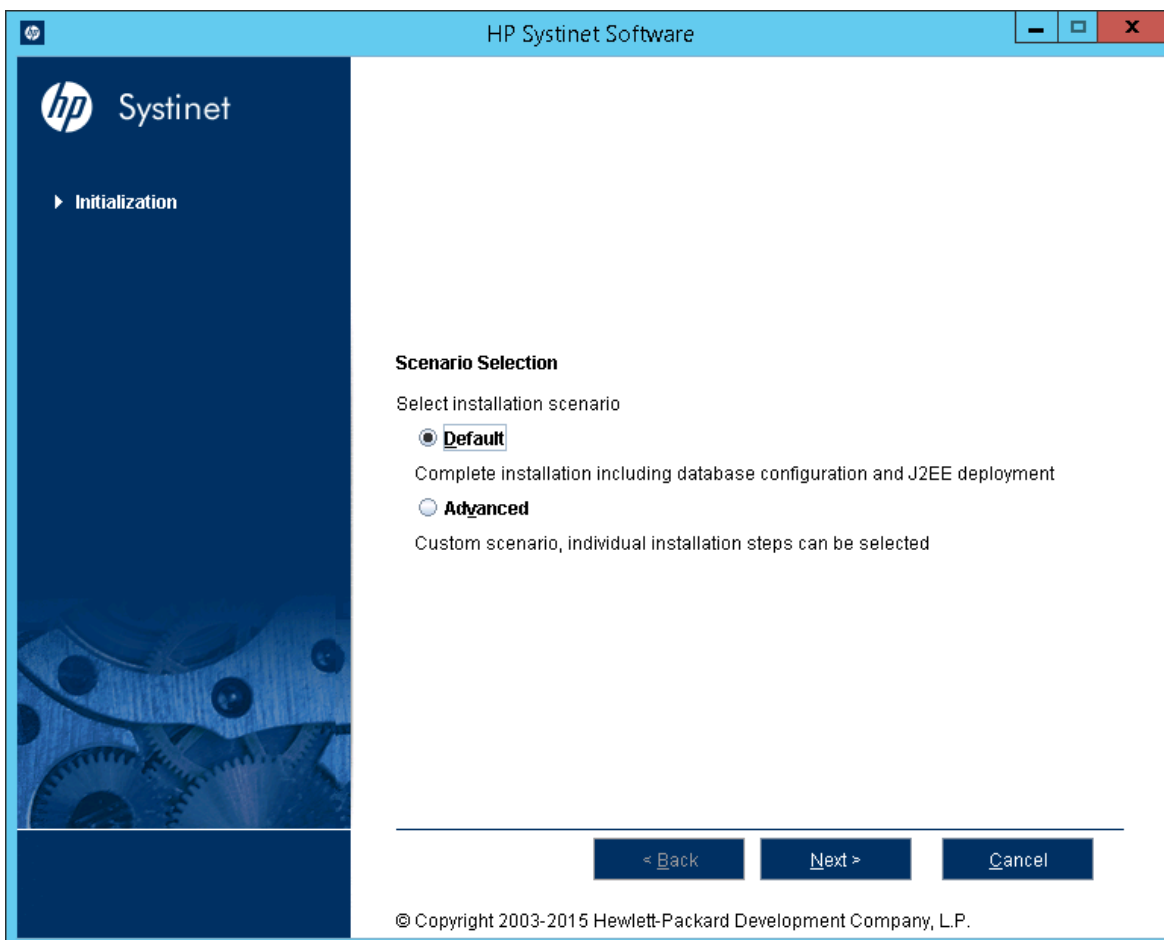 HP Systinet Software
hp Systinet
Initialization
Scenario Selection
Select installation scenario
Default
Complete installation including database configuration and J2EE deployment
Advanced
Custom scenario, individual installation steps can be selected
< Back Next > Cancel
© Copyright 2003-2015 Hewlett-Packard Development Company, L.P.